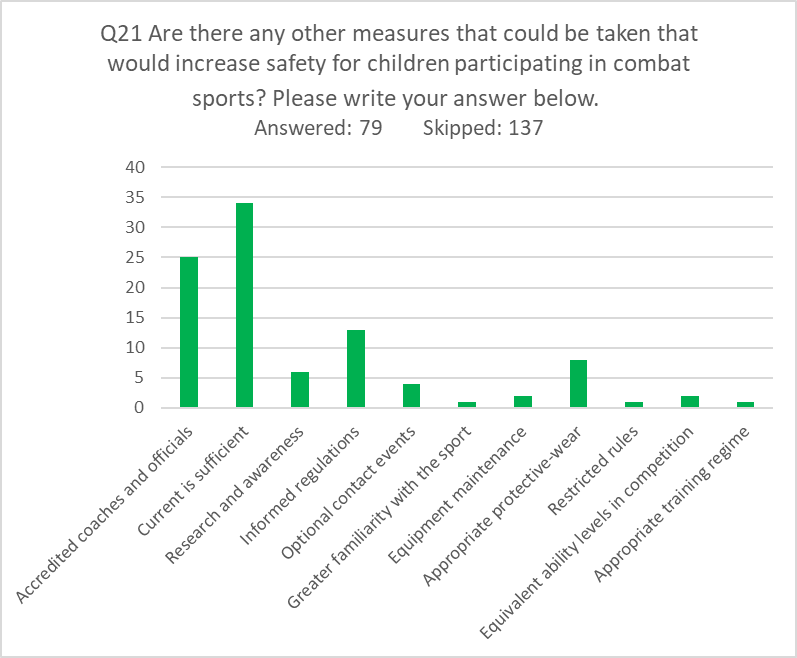 Q21 Are there any other measures that could be taken that
would increase safety for children participating in combat
sports? Please write your answer below.
Answered: 79 Skipped: 137
40
35
30
25
20
15
10
5
0
Accredited coaches and officials
Current is sufficient
Research and awareness
Informed regulations
Optional contact events
Greater familiarity with the sport
Equipment maintenance
Appropriate protective-wear
Restricted rules
Equivalent ability levels in competition
Appropriate training regime